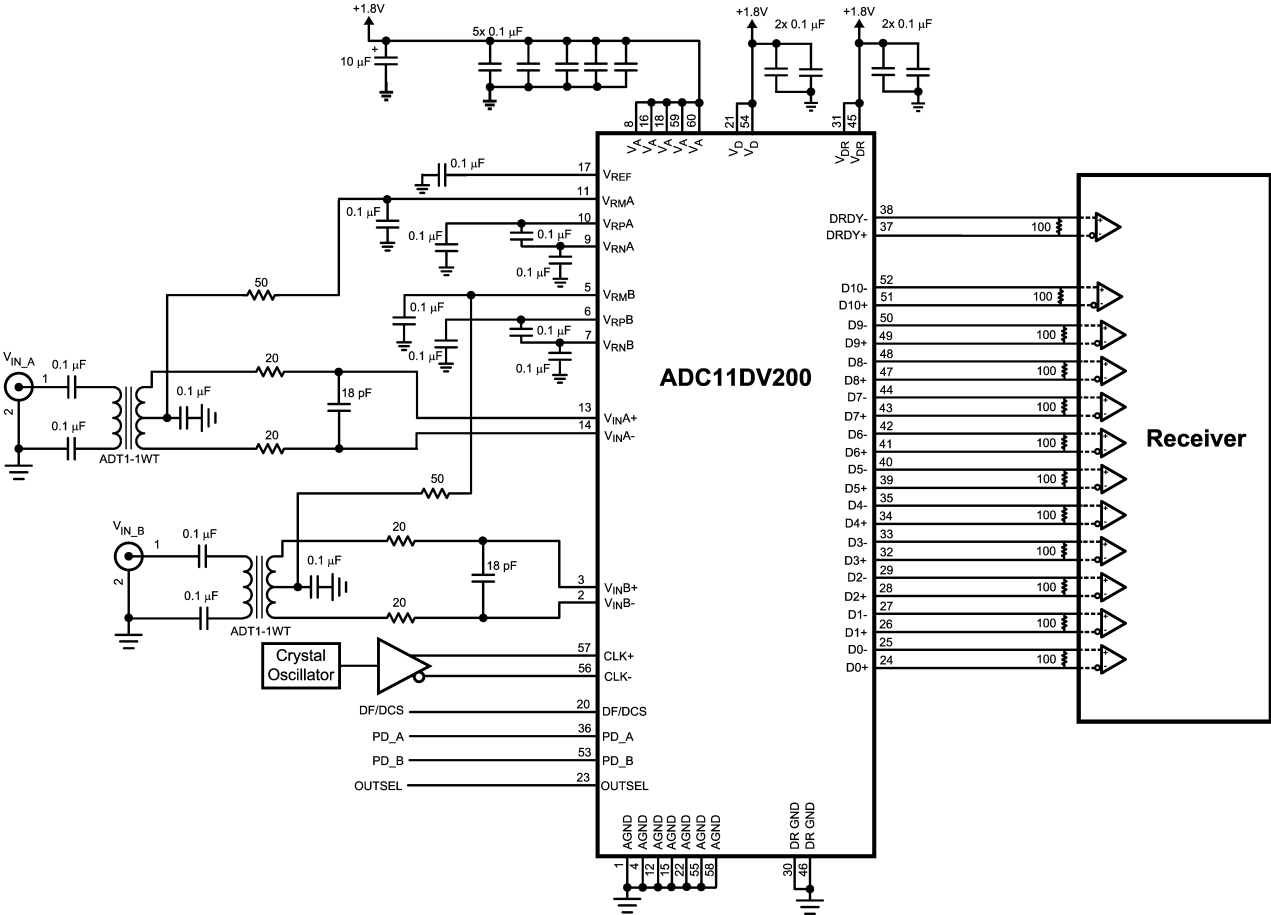 +1.8V
+1.8V
+1.8V
+
10 µF
5x 0.1 µF
2x 0.1 µF
2x 0.1 µF
8
16
18
59
60
21
54
31
45
VA
VA
VA
VA
VA
VD
VD
VDR
VDR
0.1 µF
17
VREF
11
VRMA
0.1 µF
10
VRPA
0.1 µF
0.1 µF
9
VRNA
0.1 µF
50
5
VRMB
0.1 µF
6
VRPB
0.1 µF
0.1 µF
7
VRNB
0.1 µF
VIN_A
1
2
0.1 µF
0.1 µF
0.1 µF
ADT1-1WT
20
20
18 pF
13
VINA+
14
VINA-
50
VIN_B
1
2
0.1 µF
0.1 µF
0.1 µF
ADT1-1WT
20
20
18 pF
3
VINB+
2
VINB-
Crystal
Oscillator
57
CLK+
56
CLK-
DF/DCS
20
DF/DCS
PD_A
36
PD_A
PD_B
53
PD_B
OUTSEL
23
OUTSEL
ADC11DV200
AGND
AGND
AGND
AGND
AGND
AGND
AGND
1
4
12
15
22
55
58
DR GND
DR GND
30
46
DRDY-
38
DRDY+
37
100
+
-
D10-
52
D10+
51
100
+
-
D9-
50
D9+
49
100
+
-
D8-
48
D8+
47
100
+
-
D7-
44
D7+
43
100
+
-
D6-
42
D6+
41
100
+
-
D5-
40
D5+
39
100
+
-
D4-
35
D4+
34
100
+
-
D3-
33
D3+
32
100
+
-
D2-
29
D2+
28
100
+
-
D1-
27
D1+
26
100
+
-
D0-
25
D0+
24
100
+
-
Receiver